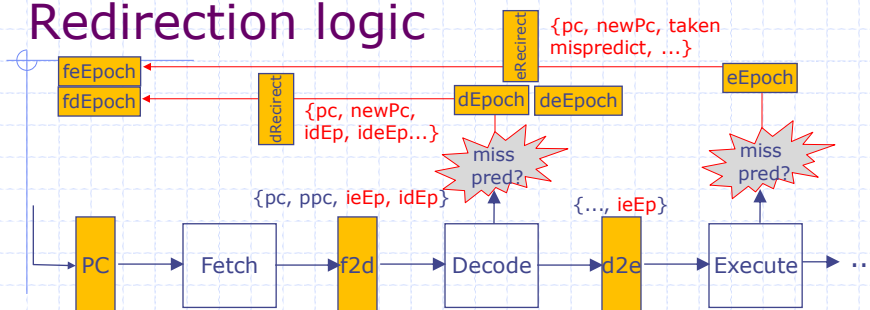 Redirection logic
{pc, newPc, taken
mispredict, ...}
eRecirect
feEpoch
eEpoch
fdEpoch
dRecirect
{pc, newPc,
idEp, ideEp...}
dEpoch
deEpoch
miss
pred?
miss
pred?
{pc, ppc, ieEp, idEp}
{..., ieEp}
PC
Fetch
f2d
Decode
d2e
Execute
...